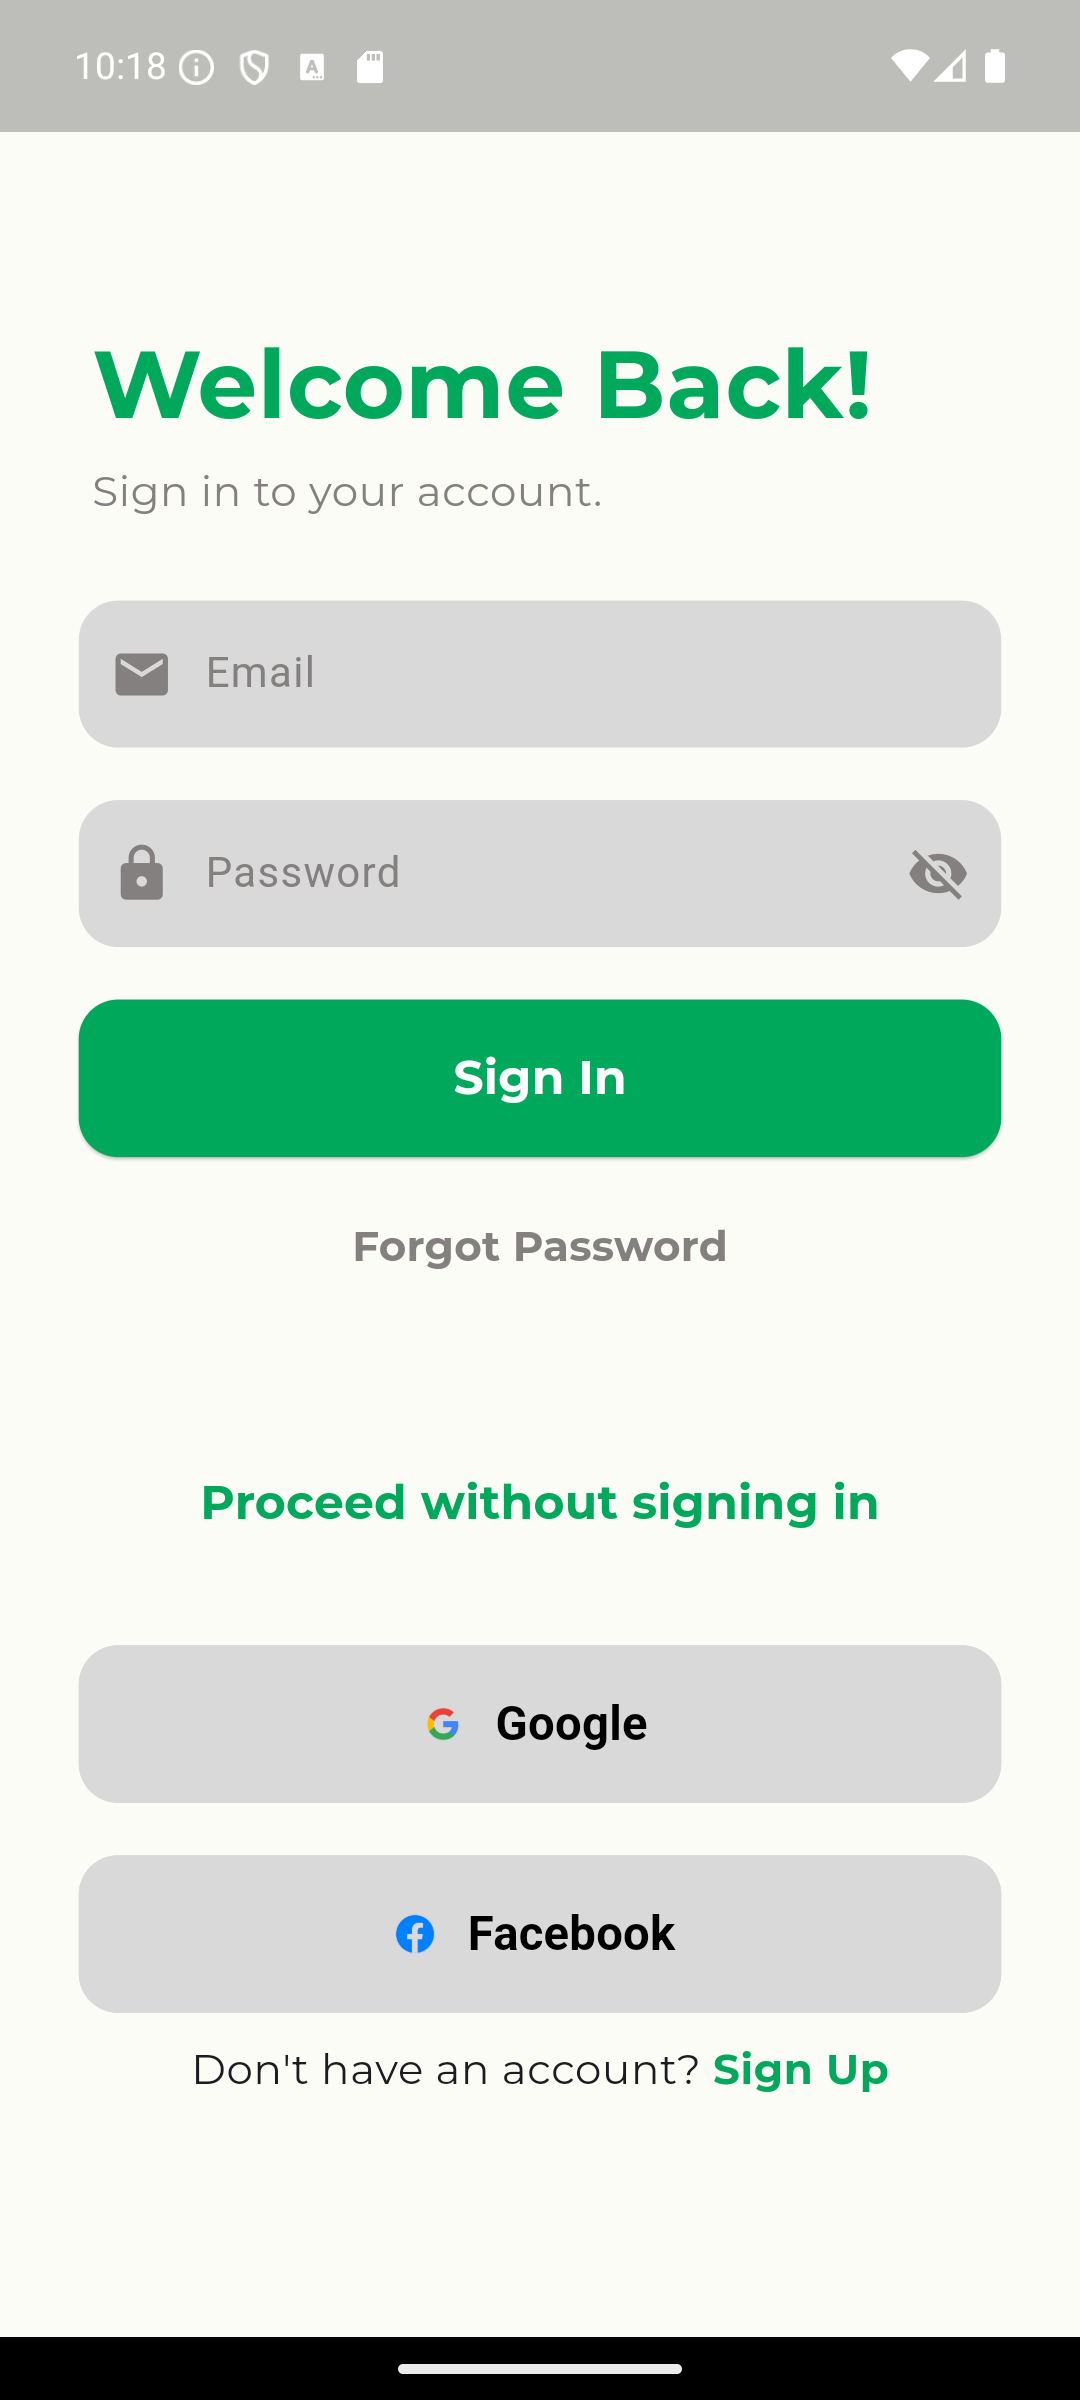 10:18
Welcome Back!
Sign in to your account.
Email
Password
Sign In
Forgot Password
Proceed without signing in
Google
Facebook
Don't have an account? Sign Up